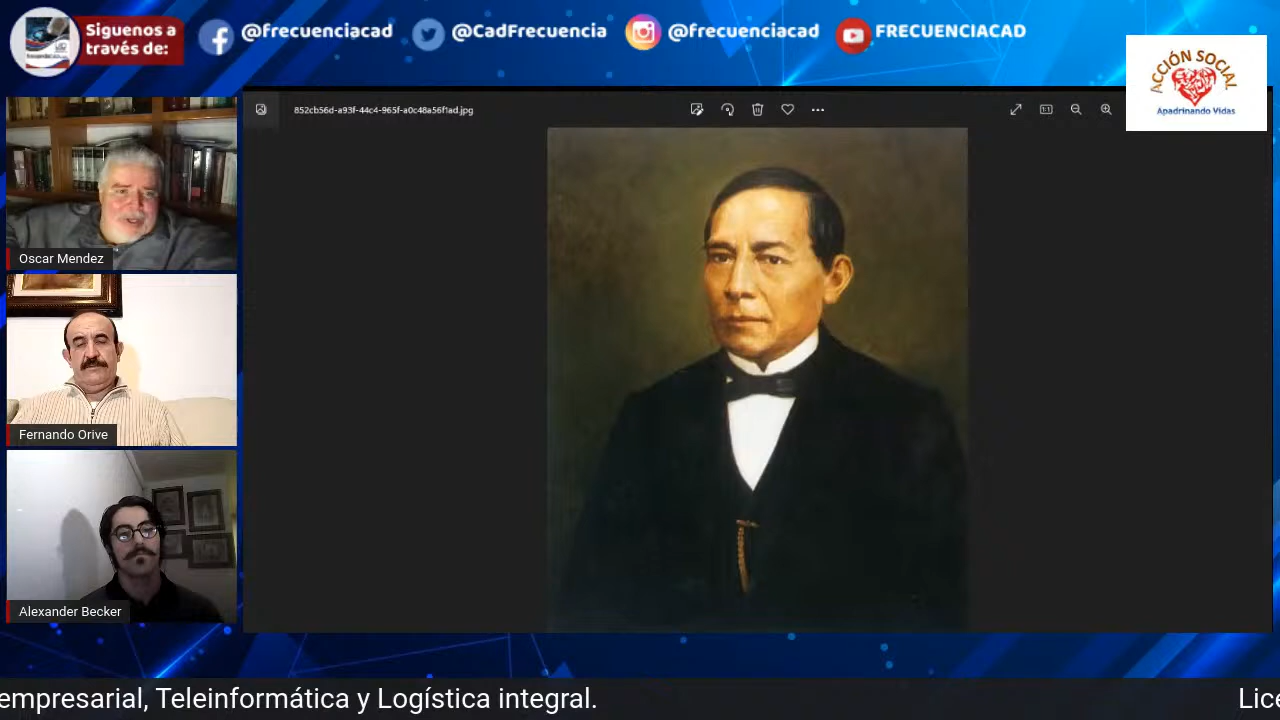 Siguenos a
través de:
@frecuenciacad
@CadFrecuencia
@frecuenciacad
FRECUENCIACAD
ACCIÓN SOCIAL
Apadrinando Vidas
852cb56d-a93f-44c4-965f-a0c48a56f1ad.jpg
Oscar Mendez
Fernando Orive
Alexander Becker
empresarial, Teleinformática y Logística integral.
Lice